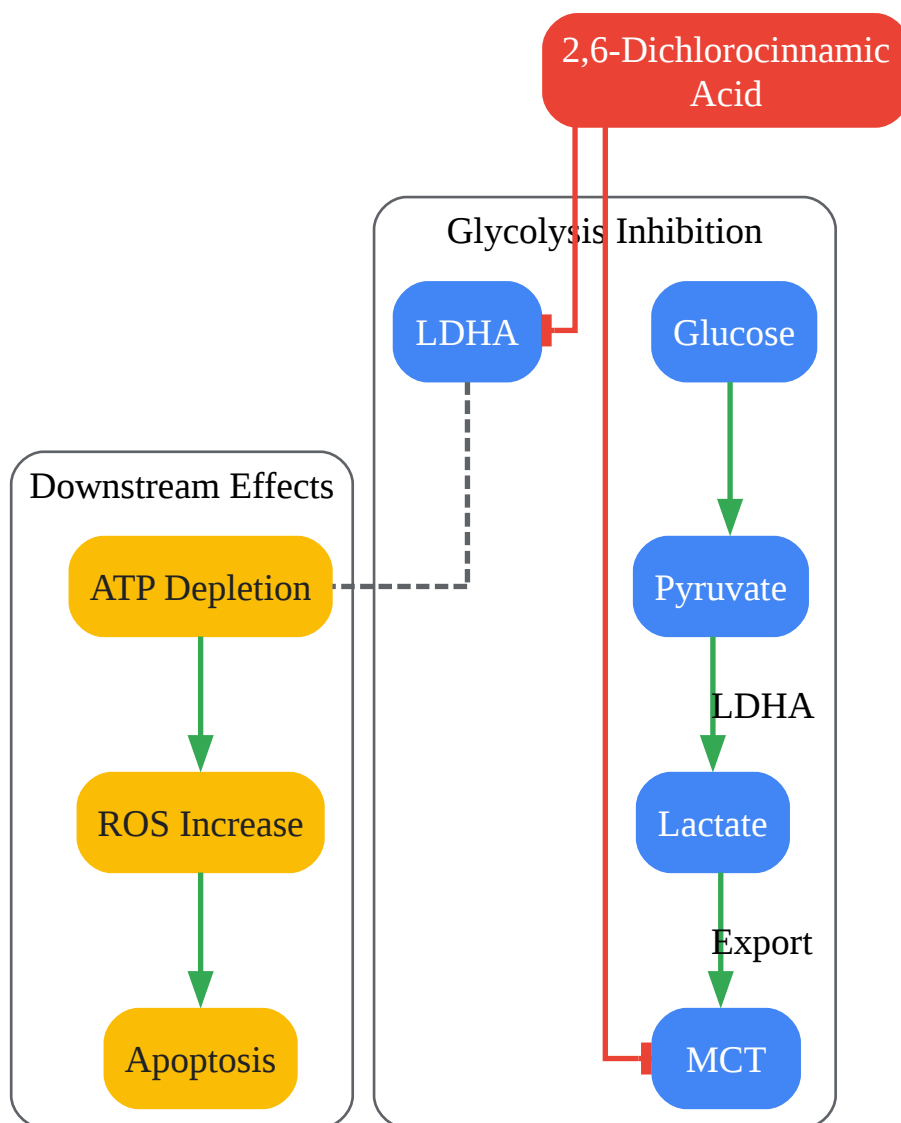 2,6-Dichlorocinnamic
Acid
Glycolysis Inhibition
LDHA
Glucose
Downstream Effects
ATP Depletion
Pyruvate
LDHA
ROS Increase
Lactate
Export
Apoptosis
MCT